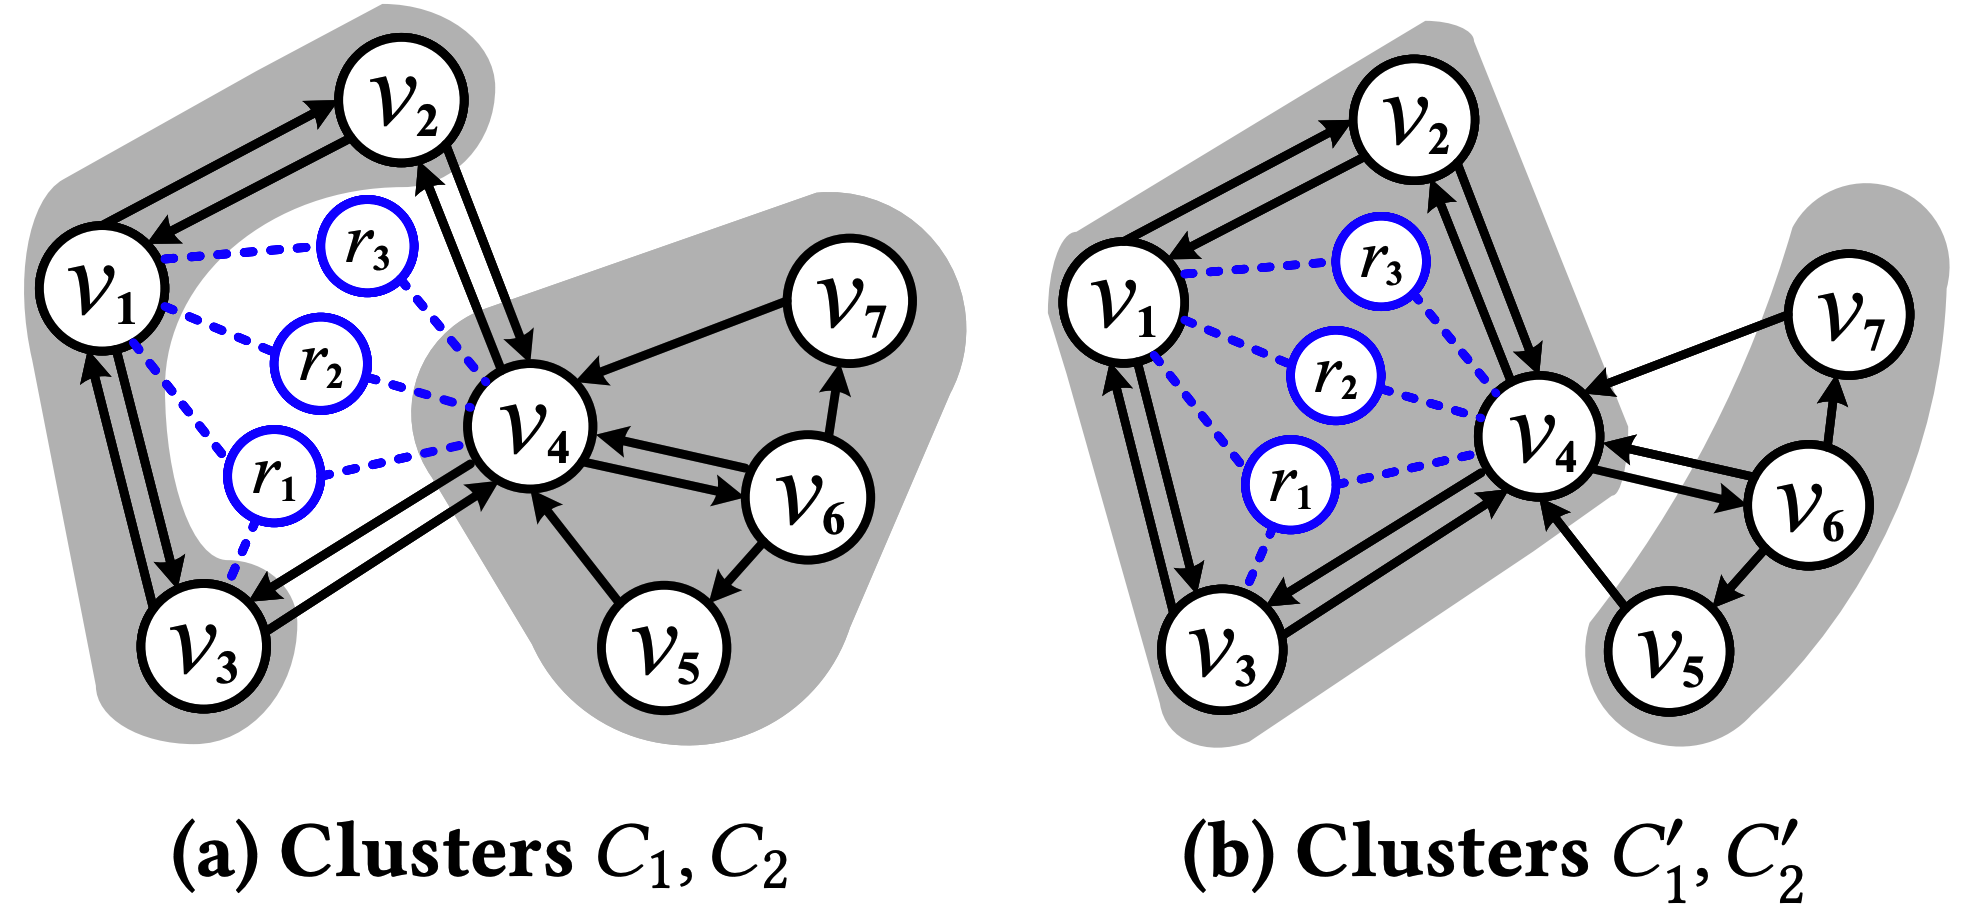 v2
v1
r3
r2
v7
v4
r1
v6
v3
v5
(a) Clusters C1, C2
v2
v1
r3
r2
v7
v4
r1
v6
v3
v5
(b) Clusters C′1, C′2